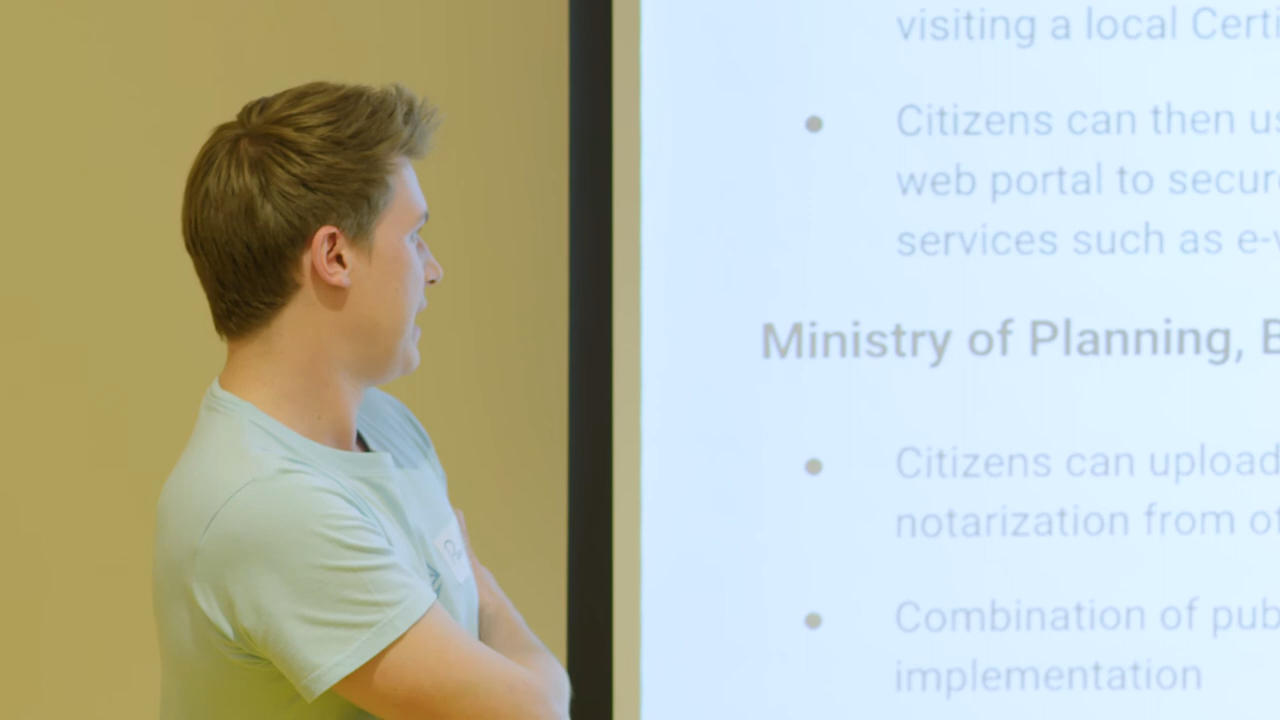 visiting a local Certi
Citizens can then us
web portal to secure
services such as e-v
Ministry of Planning, B
Citizens can upload
notarization from of
Combination of pub
implementation